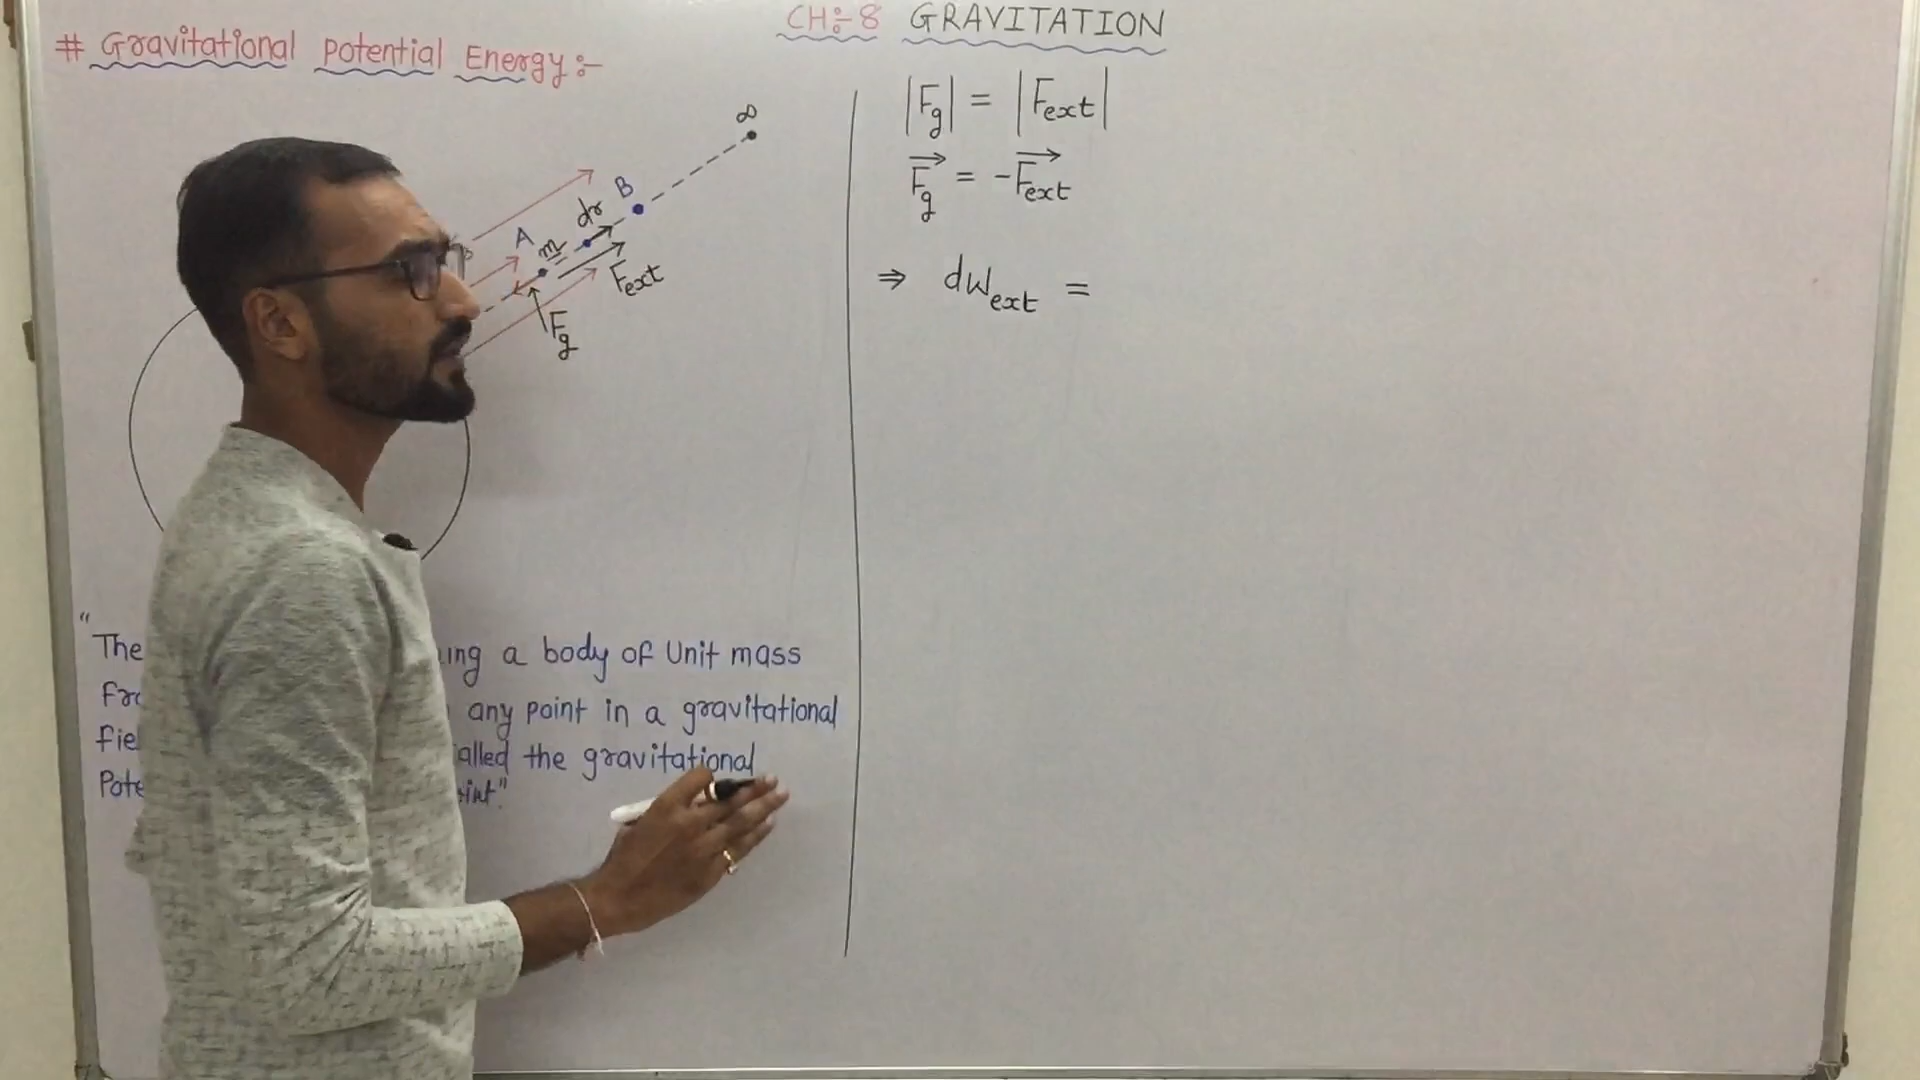 CH:- 8 GRAVITATION
# Gravitational Potential Energy :-
∞
B
dr
A
m
Fext
Fg
|Fg| = |Fext|
Fg = -Fext
⇒ dWext =
"The ing a body of Unit mass
any point in a gravitational
alled the gravitational
"